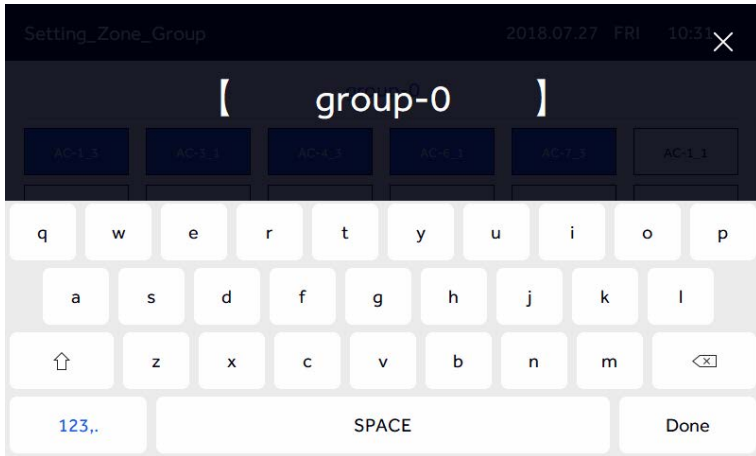 Setting_Zone_Group 2018.07.27 FRI 10:31
【 group-0 】
AC-1_3 AC-3_1 AC-4_3 AC-6_1 AC-7_3 AC-1_1
q w e r t y u i o p
a s d f g h j k l
z x c v b n m
123,. SPACE Done